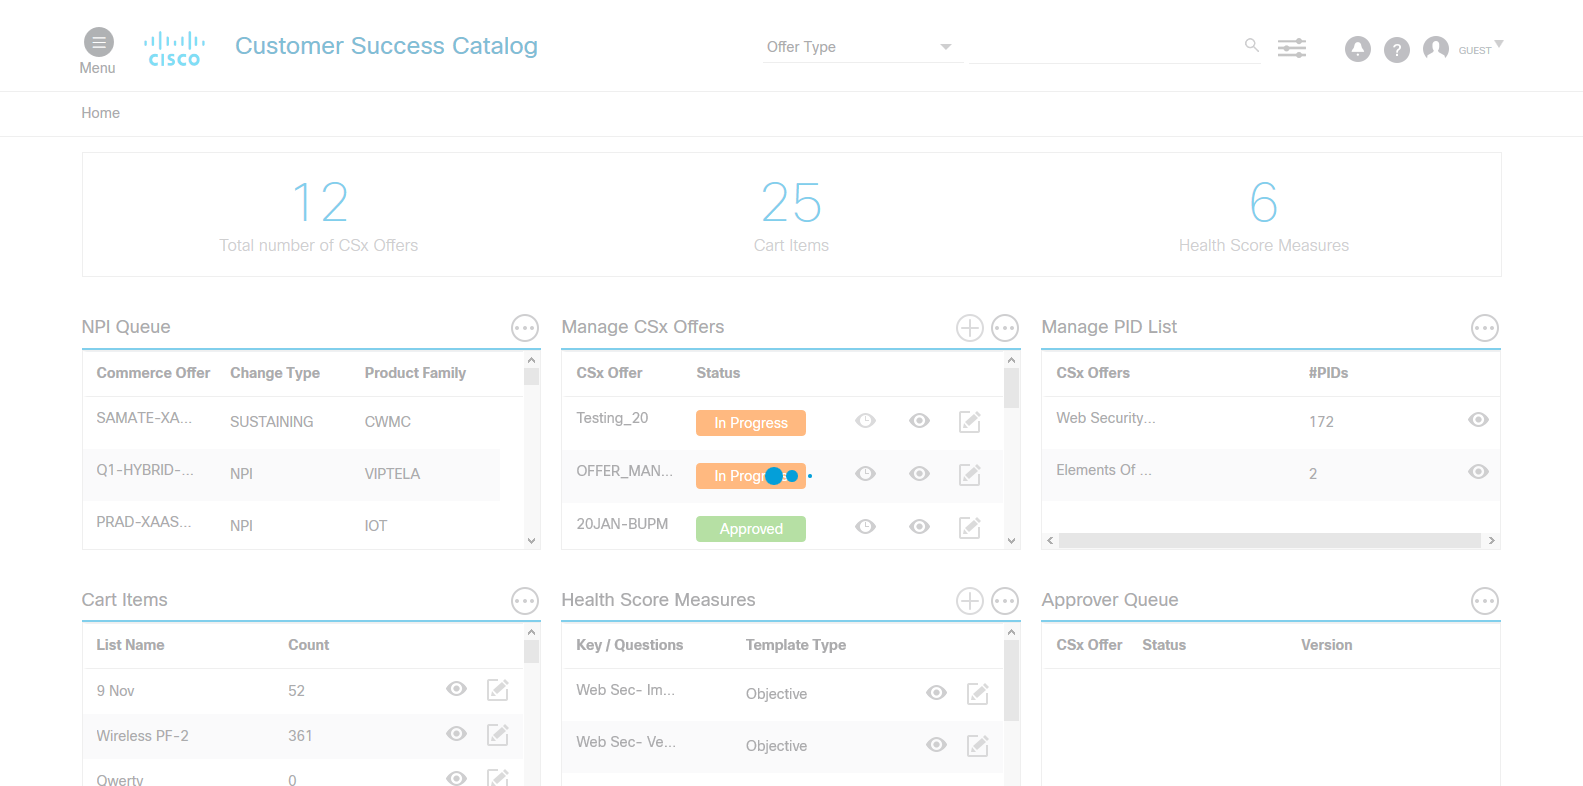 Menu
CISCO
Customer Success Catalog
Offer Type
?
GUEST
Home
12
25
6
Total number of CSx Offers
Cart Items
Health Score Measures
NPI Queue
Commerce Offer Change Type Product Family
SAMATE-XA... SUSTAINING CWMC
Q1-HYBRID-... NPI VIPTELA
PRAD-XAAS... NPI IOT
Manage CSx Offers
CSx Offer Status
Testing_20 In Progress
OFFER_MAN... In Progress
20JAN-BUPM Approved
Manage PID List
CSx Offers #PIDs
Web Security... 172
Elements Of ... 2
Cart Items
List Name Count
9 Nov 52
Wireless PF-2 361
Qwerty 0
Health Score Measures
Key / Questions Template Type
Web Sec- Im... Objective
Web Sec- Ve... Objective
Approver Queue
CSx Offer Status Version